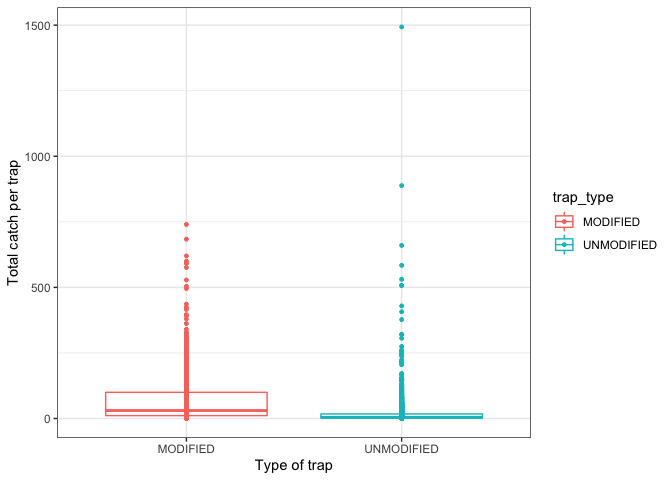 1500
1000
500
0
Total catch per trap
MODIFIED
UNMODIFIED
Type of trap
trap_type
MODIFIED
UNMODIFIED